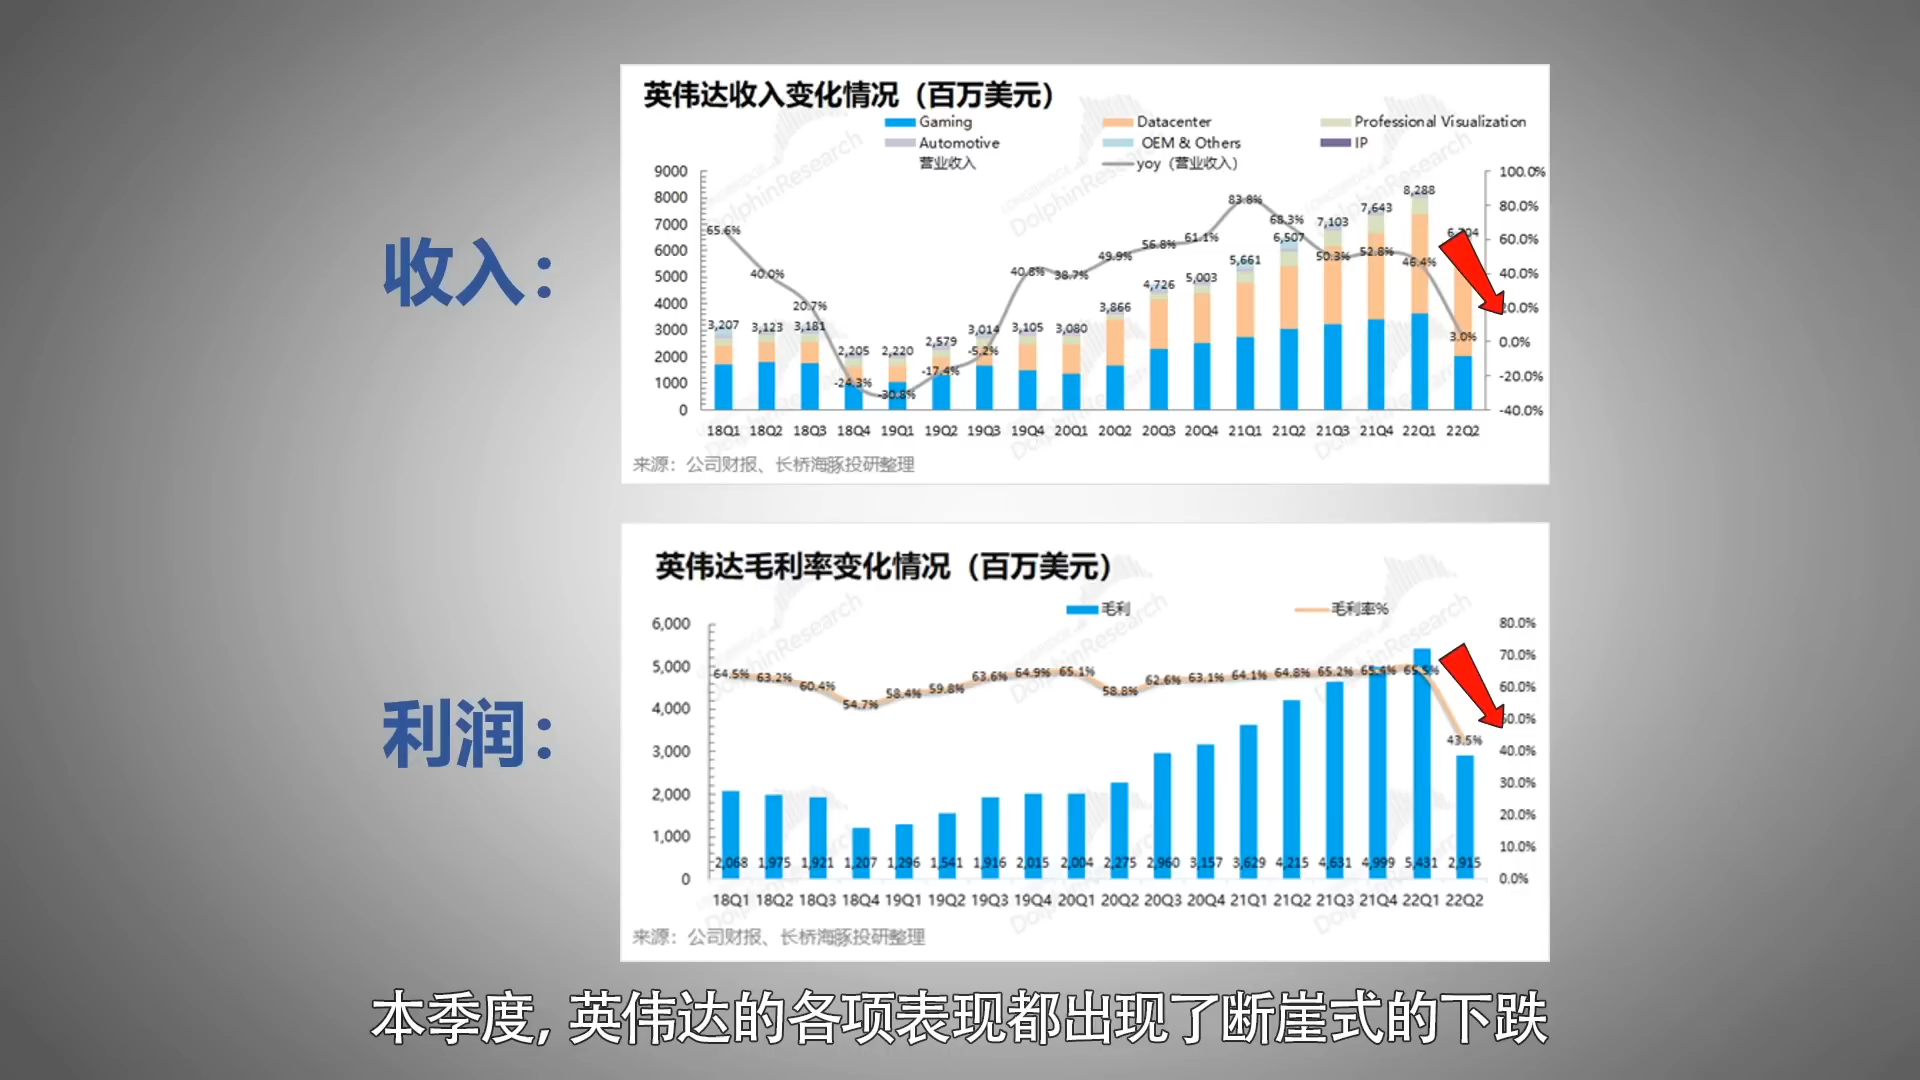 英伟达收入变化情况（百万美元）
Gaming Datacenter Professional Visualization
Automotive OEM & Others IP
营业收入 yoy（营业收入）
9000 8000 7000 6000 5000 4000 3000 2000 1000 0
100.0% 80.0% 60.0% 40.0% 20.0% 0.0% -20.0% -40.0%
65.6% 40.0% 20.7% -24.3% -30.8% -17.4% -5.2% 40.8% 38.7% 49.9% 56.8% 61.1% 83.8% 68.3% 50.3% 52.8% 46.4% 3.0%
3,207 3,123 3,181 2,205 2,220 2,579 3,014 3,105 3,080 3,866 4,726 5,003 5,661 6,507 7,103 7,643 8,288
18Q1 18Q2 18Q3 18Q4 19Q1 19Q2 19Q3 19Q4 20Q1 20Q2 20Q3 20Q4 21Q1 21Q2 21Q3 21Q4 22Q1 22Q2
来源：公司财报、长桥海豚投研整理
DolphinResearch
收入：
英伟达毛利率变化情况（百万美元）
毛利 毛利率%
6,000 5,000 4,000 3,000 2,000 1,000 0
80.0% 70.0% 60.0% 50.0% 40.0% 30.0% 20.0% 10.0% 0.0%
64.5% 63.2% 60.4% 54.7% 58.4% 59.8% 63.6% 64.9% 65.1% 58.8% 62.6% 63.1% 64.1% 64.8% 65.2% 65.4% 65.5% 43.5%
2,068 1,975 1,921 1,207 1,296 1,541 1,916 2,015 2,004 2,275 2,960 3,157 3,629 4,215 4,631 4,999 5,431 2,915
18Q1 18Q2 18Q3 18Q4 19Q1 19Q2 19Q3 19Q4 20Q1 20Q2 20Q3 20Q4 21Q1 21Q2 21Q3 21Q4 22Q1 22Q2
来源：公司财报、长桥海豚投研整理
DolphinResearch
利润：
本季度，英伟达的各项表现都出现了断崖式的下跌